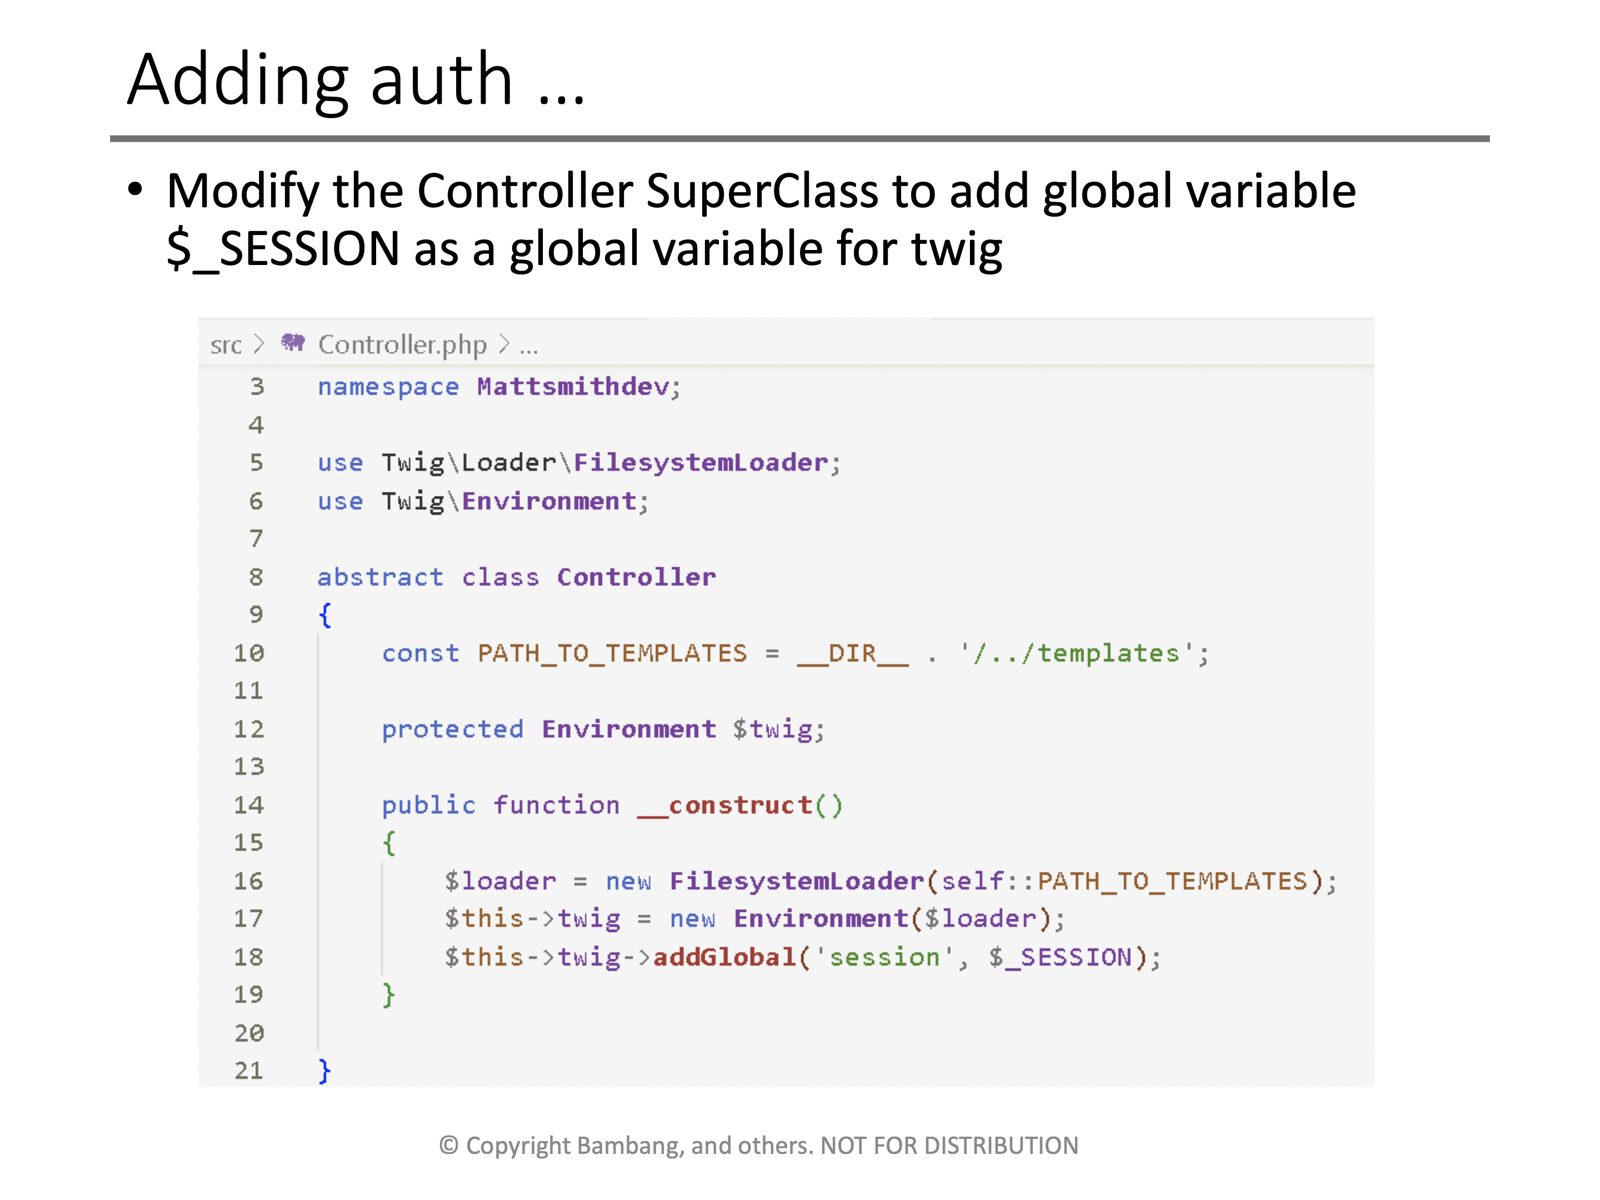 Adding auth ...
• Modify the Controller SuperClass to add global variable
$_SESSION as a global variable for twig
src > Controller.php > ...
3 namespace Mattsmithdev;
4
5 use Twig\Loader\FilesystemLoader;
6 use Twig\Environment;
7
8 abstract class Controller
9 {
10     const PATH_TO_TEMPLATES = __DIR__ . '/../templates';
11
12     protected Environment $twig;
13
14     public function __construct()
15     {
16         $loader = new FilesystemLoader(self::PATH_TO_TEMPLATES);
17         $this->twig = new Environment($loader);
18         $this->twig->addGlobal('session', $_SESSION);
19     }
20
21 }
© Copyright Bambang, and others. NOT FOR DISTRIBUTION